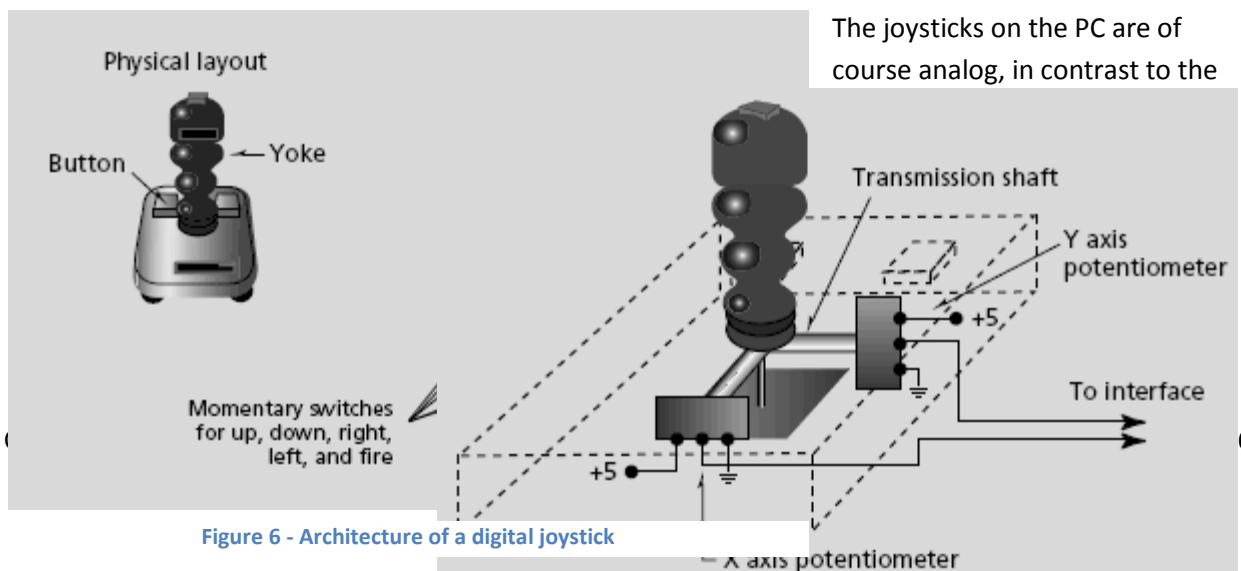 The joysticks on the PC are of
course analog, in contrast to the
Physical layout
Button
Yoke
Transmission shaft
Y axis
potentiometer
+5
To interface
Momentary switches
for up, down, right,
left, and fire
+5
Figure 6 - Architecture of a digital joystick
X axis potentiometer